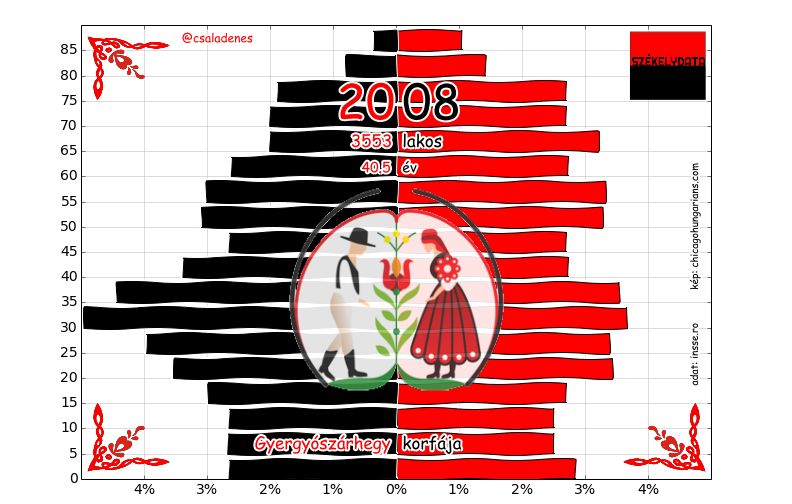 @csaladenes
SZÉKELYDATA
2008
3553 lakos
40.5 év
kép: chicagohungarians.com
adat: insse.ro
Gyergyószárhegy korfája
85
80
75
70
65
60
55
50
45
40
35
30
25
20
15
10
5
0
4% 3% 2% 1% 0% 1% 2% 3% 4%